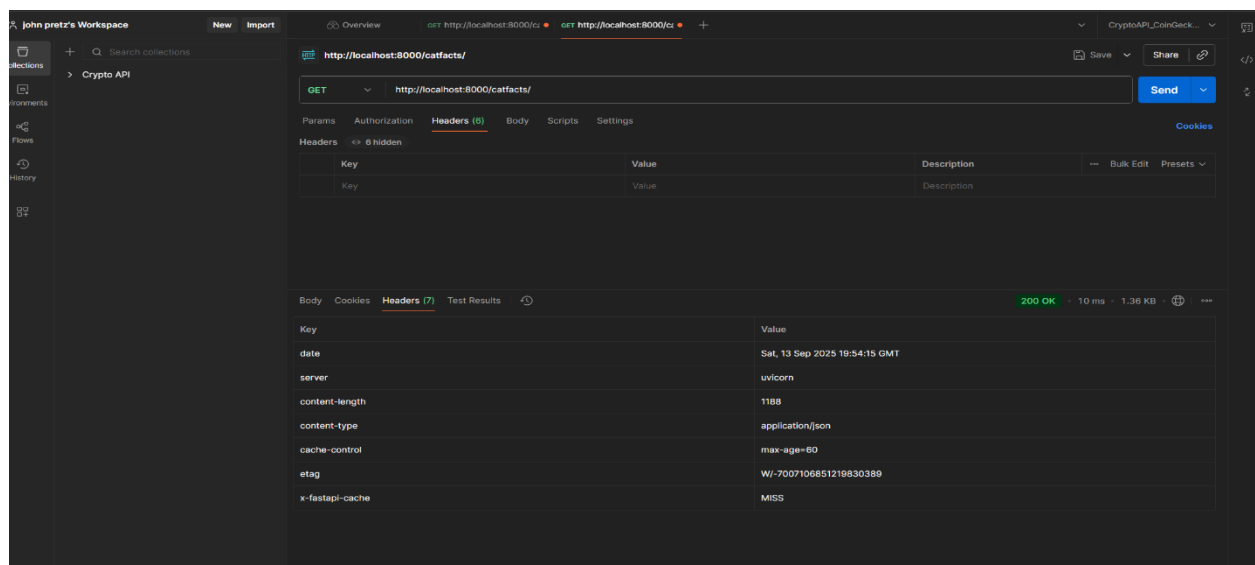 john pretz's Workspace New Import Overview GET http://localhost:8000/ca GET http://localhost:8000/ca + CryptoAPI_CoinGeck...
Search collections
Crypto API
Flows
History
HTTP http://localhost:8000/catfacts/ Save Share
GET http://localhost:8000/catfacts/ Send
Params Authorization Headers (6) Body Scripts Settings Cookies
Headers 6 hidden
Key Value Description ... Bulk Edit Presets
Key Value Description
Body Cookies Headers (7) Test Results 200 OK 10 ms 1.36 KB ...
Key Value
date Sat, 13 Sep 2025 19:54:15 GMT
server uvicorn
content-length 1188
content-type application/json
cache-control max-age=60
etag W/-7007106851219830389
x-fastapi-cache MISS